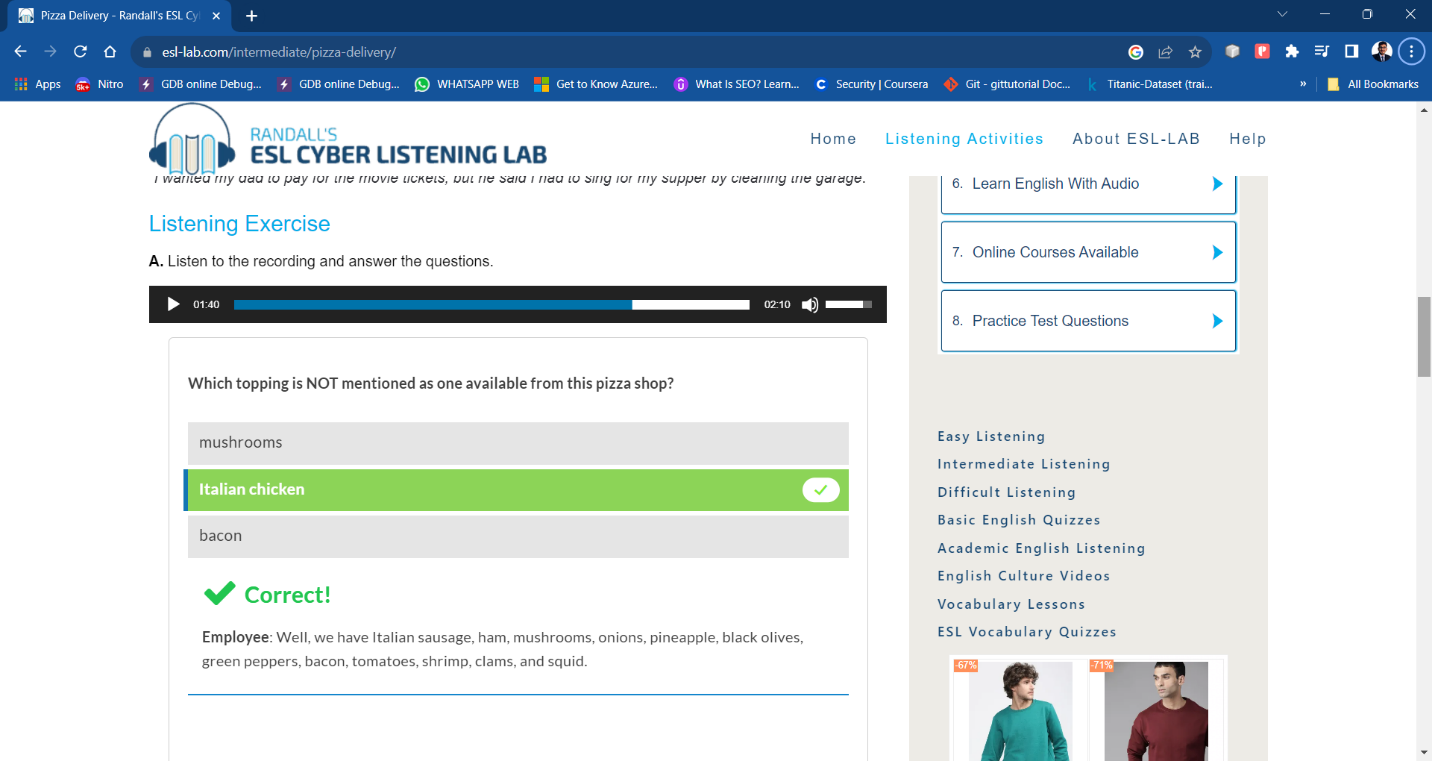 Pizza Delivery - Randall's ESL Cy
esl-lab.com/intermediate/pizza-delivery/
Apps
5k+
Nitro
GDB online Debug...
GDB online Debug...
WHATSAPP WEB
Get to Know Azure...
What Is SEO? Learn...
Security | Coursera
Git - gittutorial Doc...
Titanic-Dataset (trai...
»
All Bookmarks
RANDALL'S
ESL CYBER LISTENING LAB
Home
Listening Activities
About ESL-LAB
Help
I wanted my dad to pay for the movie tickets, but he said I had to sing for my supper by cleaning the garage.
Listening Exercise
A. Listen to the recording and answer the questions.
01:40
02:10
Which topping is NOT mentioned as one available from this pizza shop?
mushrooms
Italian chicken
bacon
Correct!
Employee: Well, we have Italian sausage, ham, mushrooms, onions, pineapple, black olives,
green peppers, bacon, tomatoes, shrimp, clams, and squid.
6. Learn English With Audio
7. Online Courses Available
8. Practice Test Questions
Easy Listening
Intermediate Listening
Difficult Listening
Basic English Quizzes
Academic English Listening
English Culture Videos
Vocabulary Lessons
ESL Vocabulary Quizzes
-67%
-71%